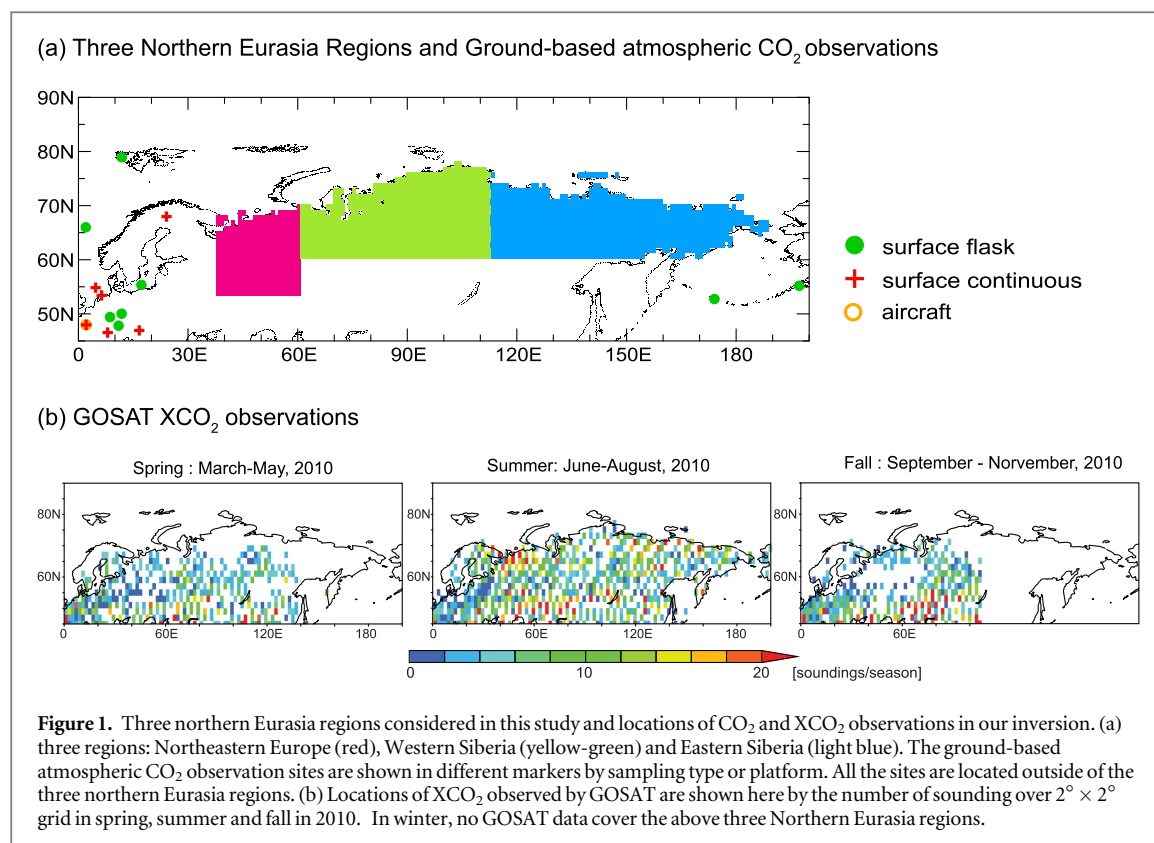 (a) Three Northern Eurasia Regions and Ground-based atmospheric CO2 observations
90N
80N
70N
60N
50N
0 30E 60E 90E 120E 150E 180
surface flask
surface continuous
aircraft
(b) GOSAT XCO2 observations
Spring : March-May, 2010
Summer: June-August, 2010
Fall : September - Norvember, 2010
80N
60N
0 60E 120E 180
80N
60N
0 60E 120E 180
80N
60N
0 60E
0 10 20 [soundings/season]
Figure 1. Three northern Eurasia regions considered in this study and locations of CO2 and XCO2 observations in our inversion. (a)
three regions: Northeastern Europe (red), Western Siberia (yellow-green) and Eastern Siberia (light blue). The ground-based
atmospheric CO2 observation sites are shown in different markers by sampling type or platform. All the sites are located outside of the
three northern Eurasia regions. (b) Locations of XCO2 observed by GOSAT are shown here by the number of sounding over 2° × 2°
grid in spring, summer and fall in 2010. In winter, no GOSAT data cover the above three Northern Eurasia regions.